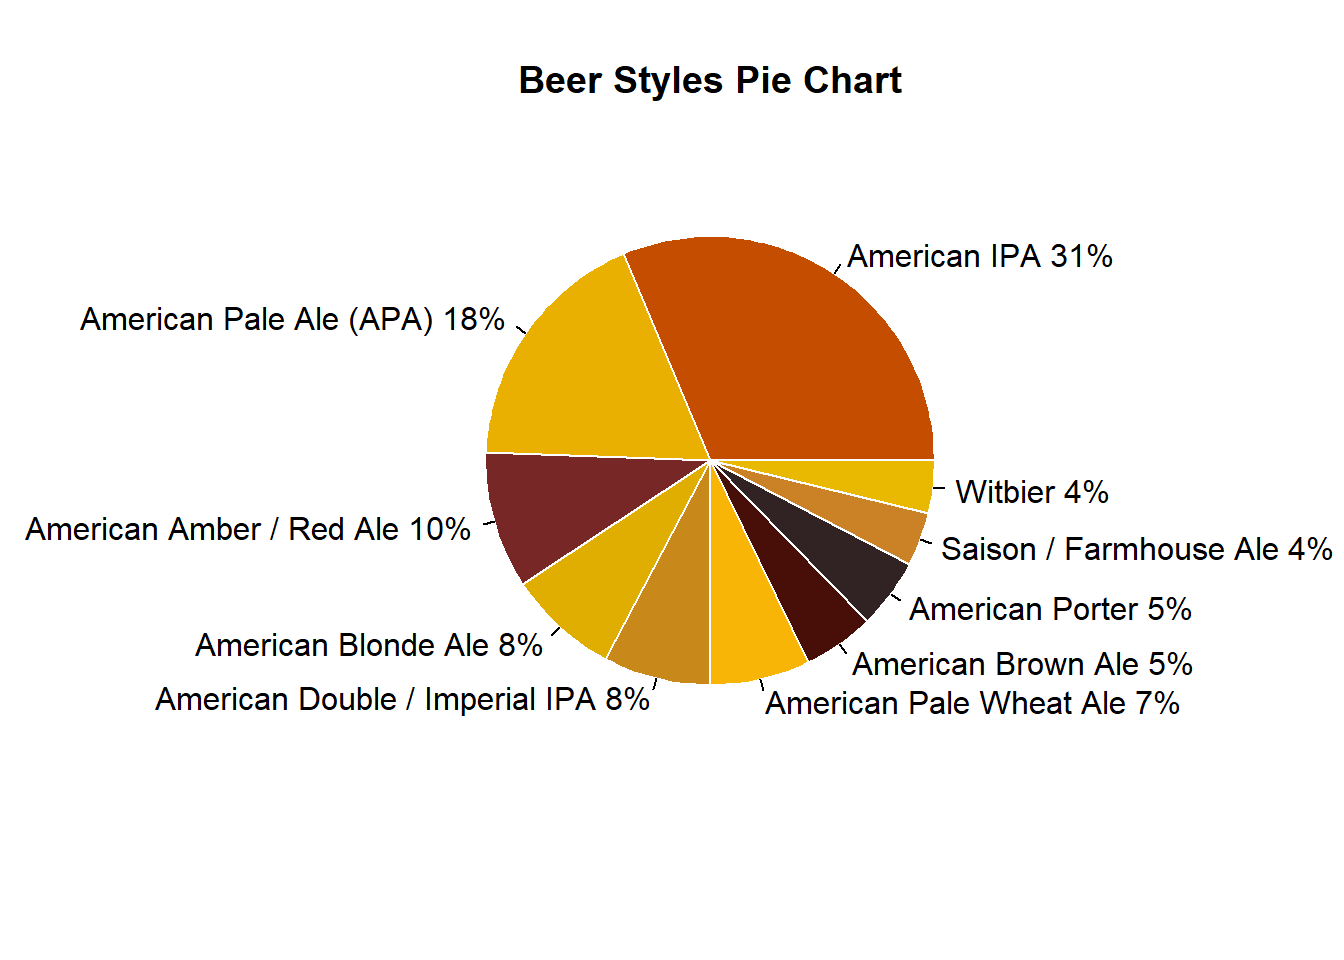 Beer Styles Pie Chart
American IPA 31%
American Pale Ale (APA) 18%
American Amber / Red Ale 10%
American Blonde Ale 8%
American Double / Imperial IPA 8%
American Pale Wheat Ale 7%
American Brown Ale 5%
American Porter 5%
Saison / Farmhouse Ale 4%
Witbier 4%